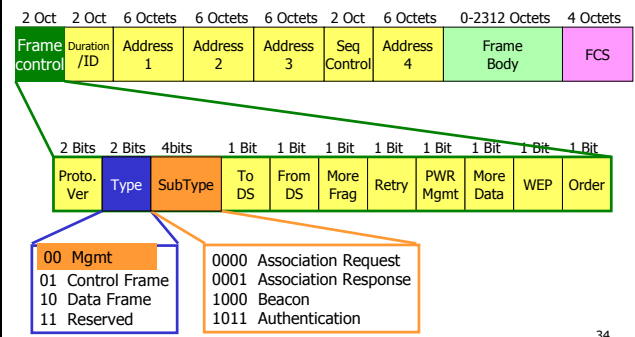 2 Oct 2 Oct 6 Octets 6 Octets 6 Octets 2 Oct 6 Octets 0-2312 Octets 4 Octets
Frame control
Duration /ID
Address 1
Address 2
Address 3
Seq Control
Address 4
Frame Body
FCS
2 Bits 2 Bits 4bits 1 Bit 1 Bit 1 Bit 1 Bit 1 Bit 1 Bit 1 Bit 1 Bit
Proto. Ver
Type
SubType
To DS
From DS
More Frag
Retry
PWR Mgmt
More Data
WEP
Order
00 Mgmt
01 Control Frame
10 Data Frame
11 Reserved
0000 Association Request
0001 Association Response
1000 Beacon
1011 Authentication
34